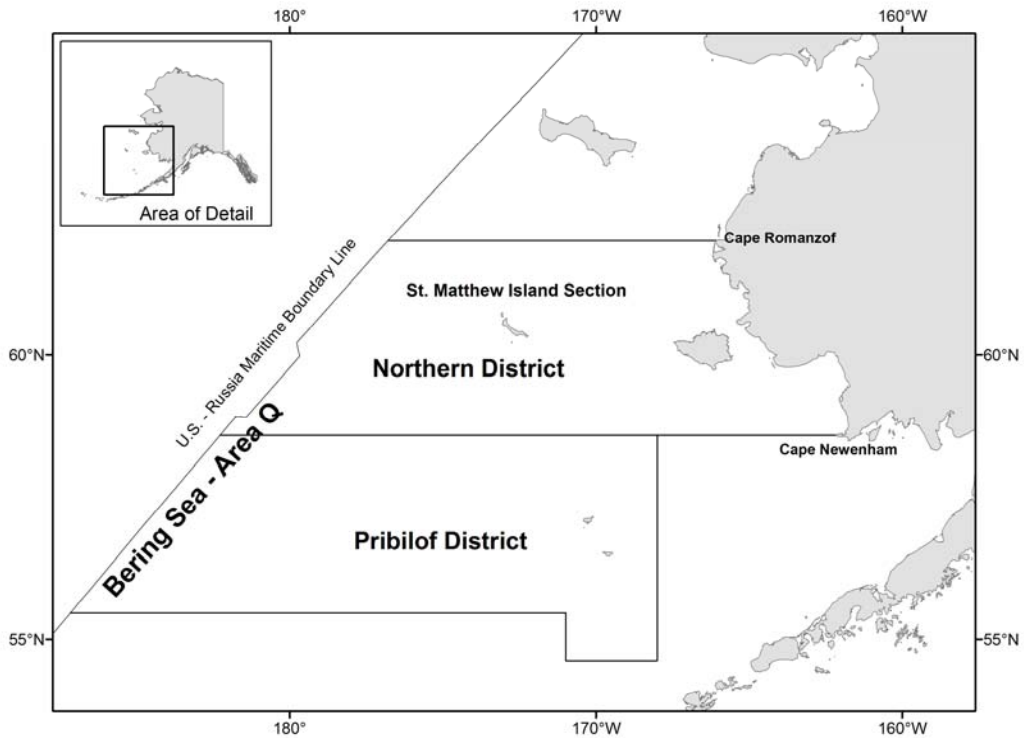 180°
170°W
160°W
Area of Detail
Cape Romanzof
U.S. - Russia Maritime Boundary Line
St. Matthew Island Section
60°N
60°N
Northern District
Bering Sea - Area Q
Cape Newenham
Pribilof District
55°N
55°N
180°
170°W
160°W